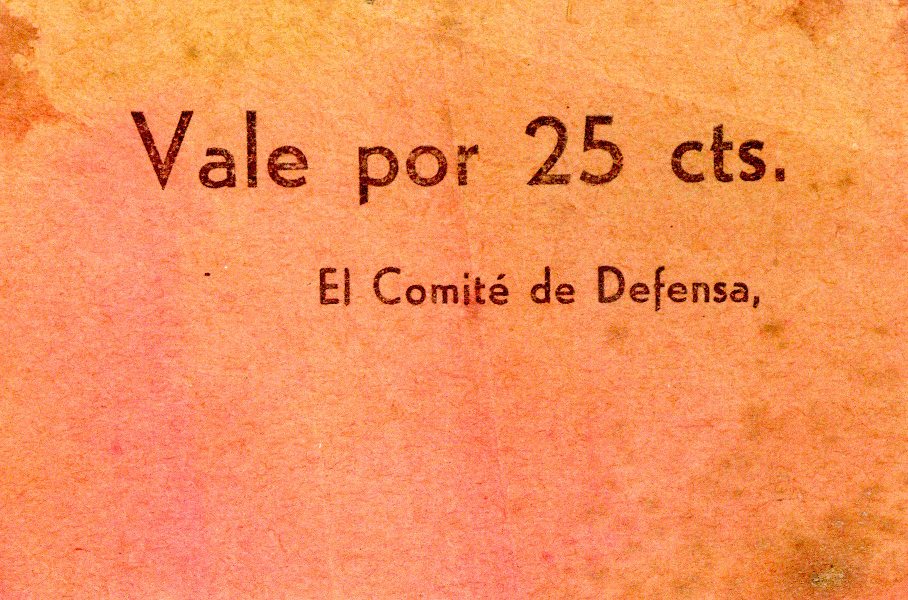 Vale por 25 cts.
El Comité de Defensa,